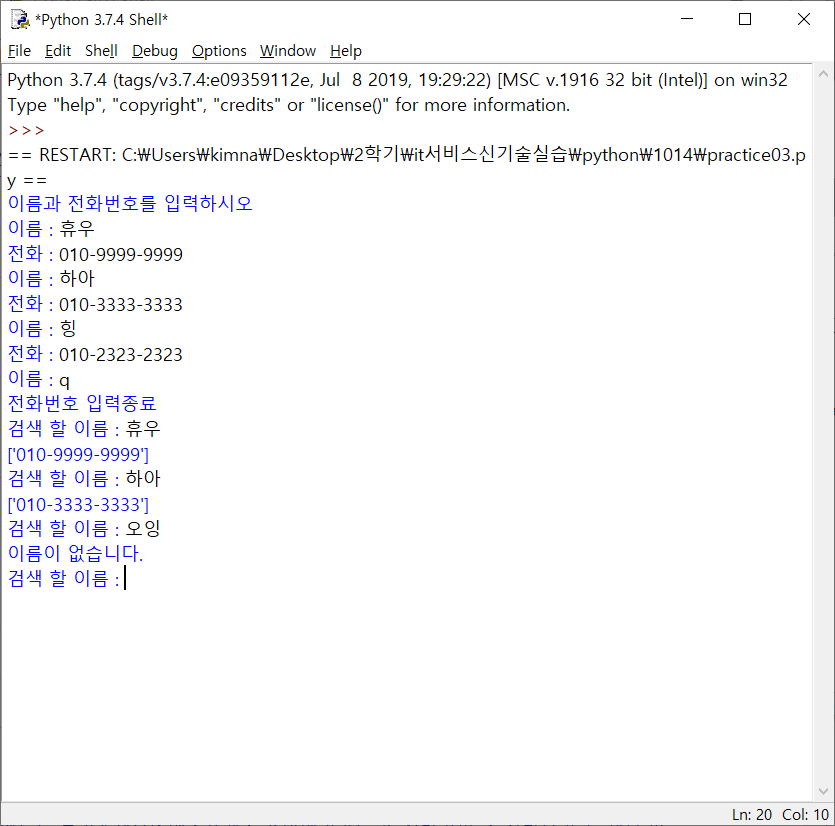 *Python 3.7.4 Shell*
File Edit Shell Debug Options Window Help
Python 3.7.4 (tags/v3.7.4:e09359112e, Jul  8 2019, 19:29:22) [MSC v.1916 32 bit (Intel)] on win32
Type "help", "copyright", "credits" or "license()" for more information.
>>>
== RESTART: C:₩Users₩kimna₩Desktop₩2학기₩it서비스신기술실습₩python₩1014₩practice03.p
y ==
이름과 전화번호를 입력하시오
이름 : 휴우
전화 : 010-9999-9999
이름 : 하아
전화 : 010-3333-3333
이름 : 힝
전화 : 010-2323-2323
이름 : q
전화번호 입력종료
검색 할 이름 : 휴우
['010-9999-9999']
검색 할 이름 : 하아
['010-3333-3333']
검색 할 이름 : 오잉
이름이 없습니다.
검색 할 이름 :
Ln: 20 Col: 10